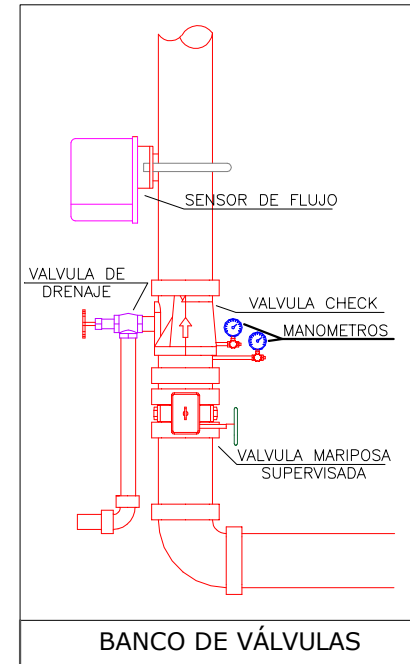 SENSOR DE FLUJO
VALVULA DE
DRENAJE
VALVULA CHECK
MANOMETROS
VALVULA MARIPOSA
SUPERVISADA
BANCO DE VÁLVULAS